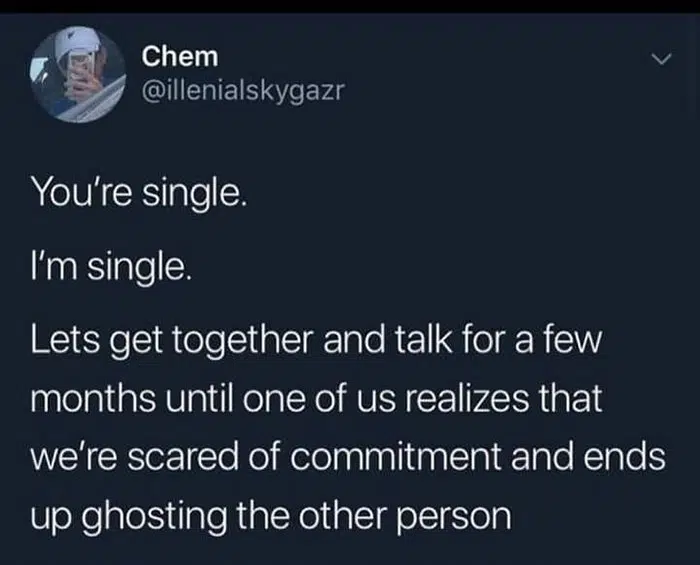 Chem
@illenialskygazr
You're single.
I'm single.
Lets get together and talk for a few
months until one of us realizes that
we're scared of commitment and ends
up ghosting the other person